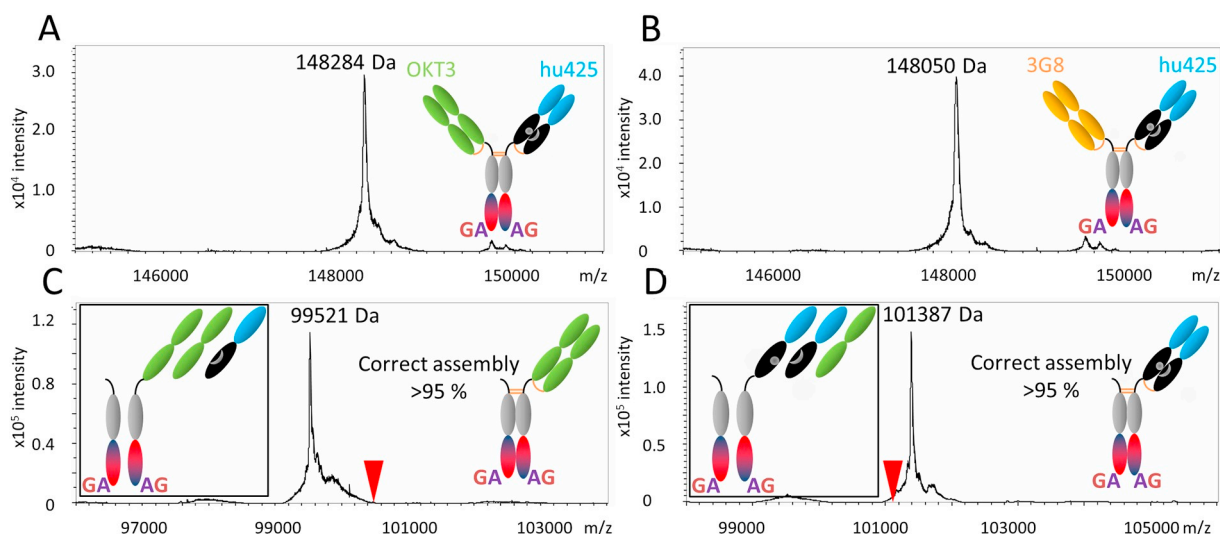 A
148284 Da
OKT3
hu425
3.0
2.0
1.0
0
x10⁴ intensity
GA AG
146000 148000 150000 m/z
B
148050 Da
3G8
hu425
4.0
3.0
2.0
1.0
0
x10⁴ intensity
GA AG
146000 148000 150000 m/z
C
99521 Da
1.2
0.8
0.4
0
x10⁵ intensity
Correct assembly
>95 %
GA AG
GA AG
97000 99000 101000 103000 m/z
D
101387 Da
1.5
1.0
0.5
0
x10⁵ intensity
Correct assembly
>95 %
GA AG
GA AG
99000 101000 103000 105000 m/z